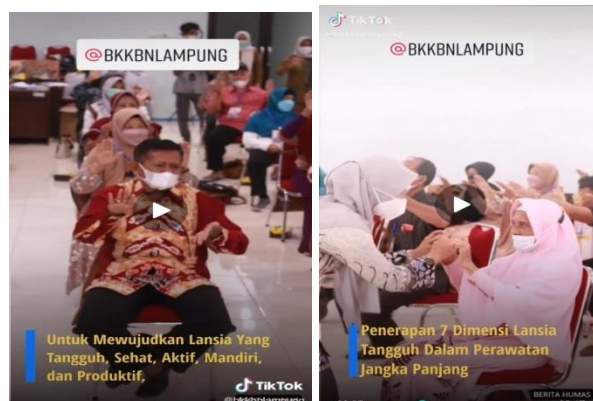 @BKKBNLAMPUNG
Untuk Mewujudkan Lansia Yang
Tangguh, Sehat, Aktif, Mandiri,
dan Produktif,
TikTok
@bkkbnlampung
TikTok
@BKKBNLAMPUNG
Penerapan 7 Dimensi Lansia
Tangguh Dalam Perawatan
Jangka Panjang
BERITA HUMAS